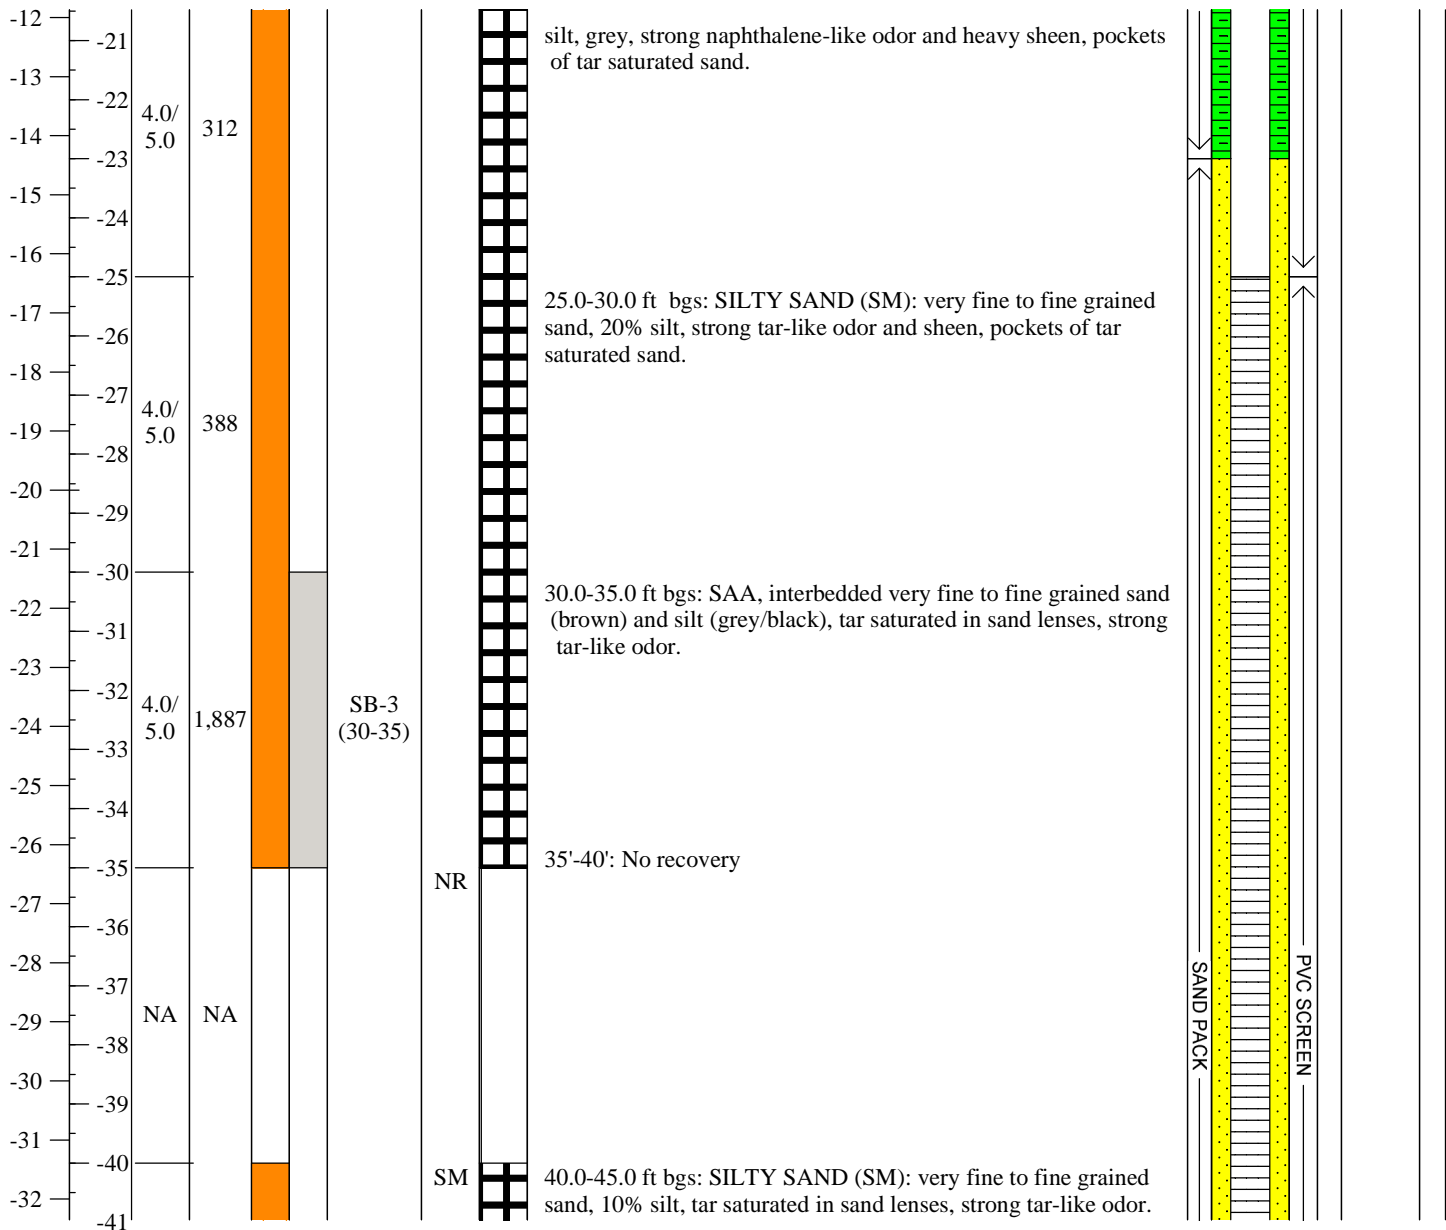 -12
-21
silt, grey, strong naphthalene-like odor and heavy sheen, pockets
of tar saturated sand.
-13
-22
4.0/
5.0
312
-14
-23
-15
-24
-16
-25
25.0-30.0 ft bgs: SILTY SAND (SM): very fine to fine grained
sand, 20% silt, strong tar-like odor and sheen, pockets of tar
saturated sand.
-17
-26
-18
-27
4.0/
5.0
388
-19
-28
-20
-29
-21
-30
30.0-35.0 ft bgs: SAA, interbedded very fine to fine grained sand
(brown) and silt (grey/black), tar saturated in sand lenses, strong
tar-like odor.
-22
-31
-23
-32
4.0/
5.0
1,887
SB-3
(30-35)
-24
-33
-25
-34
-26
-35
35'-40': No recovery
NR
-27
-36
-28
-37
SAND PACK
PVC SCREEN
NA
NA
-29
-38
-30
-39
-31
-40
SM
40.0-45.0 ft bgs: SILTY SAND (SM): very fine to fine grained
sand, 10% silt, tar saturated in sand lenses, strong tar-like odor.
-32
-41